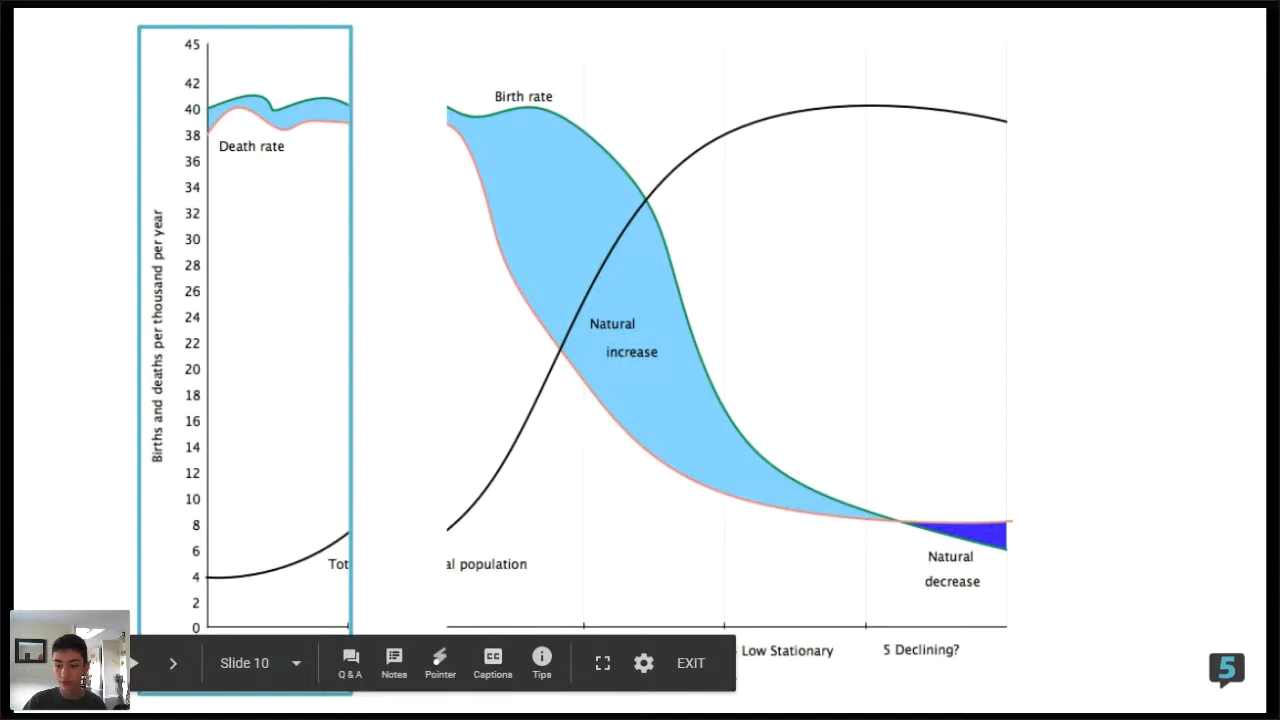 45
42
40
38
36
34
32
30
28
26
24
22
20
18
16
14
12
10
8
6
4
2
0
Births and deaths per thousand per year
Death rate
Birth rate
Natural
increase
Tot
al population
Natural
decrease
Low Stationary
5 Declining?
Slide 10
Q & A
Notes
Pointer
CC
Captions
Tips
EXIT
5